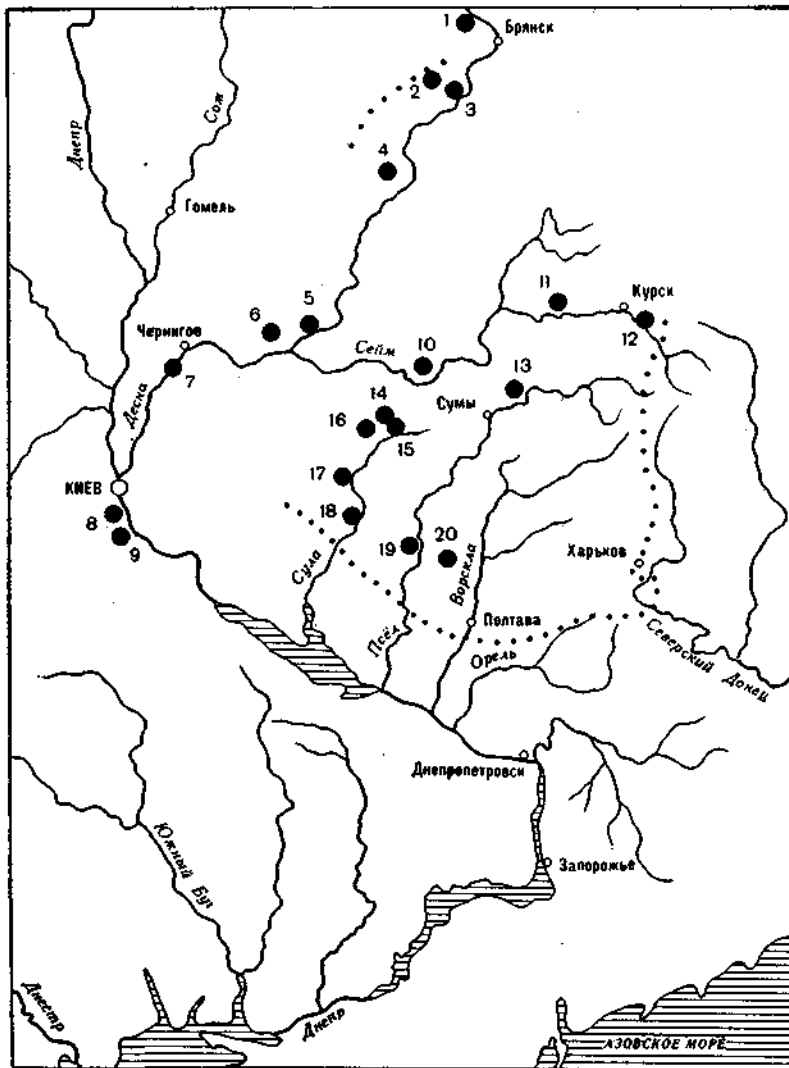 1
Брянск
2
3
Сож
Днепр
4
Гомель
5
6
11
Курск
12
Чернигов
Сейм
10
7
Десна
13
Сумы
14
16
15
КИЕВ
17
8
18
9
19
20
Сула
Псёл
Ворскла
Харьков
Полтава
Орель
Северский Донец
Днепропетровск
Запорожье
Южный Буг
Днестр
Днепр
АЗОВСКОЕ МОРЕ